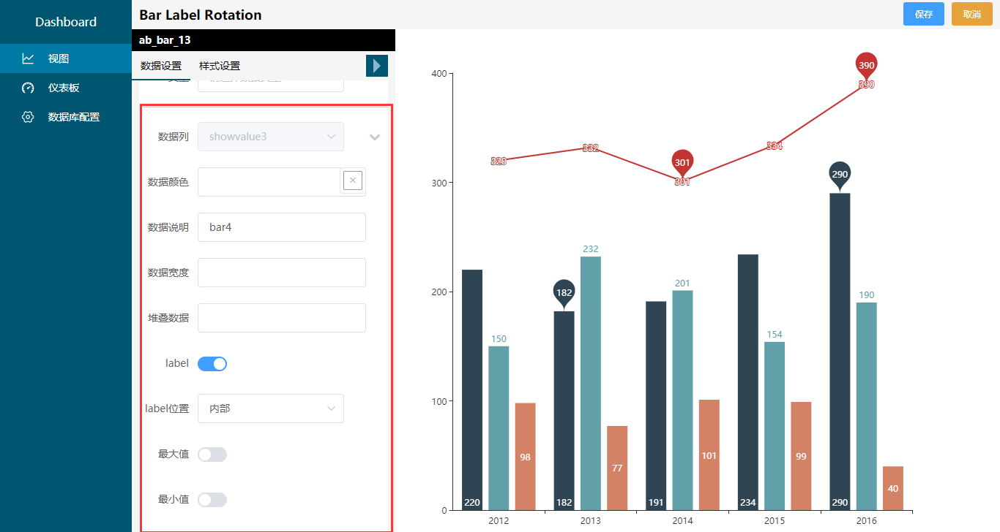 Dashboard
视图
仪表板
数据库配置
Bar Label Rotation
保存
取消
ab_bar_13
数据设置
样式设置
数据列
showvalue3
数据颜色
数据说明
bar4
数据宽度
堆叠数据
label
label位置
内部
最大值
最小值
400
300
200
100
0
390
390
320
332
301
301
334
290
182
232
201
190
150
154
98
77
101
99
40
220
182
191
234
290
2012
2013
2014
2015
2016